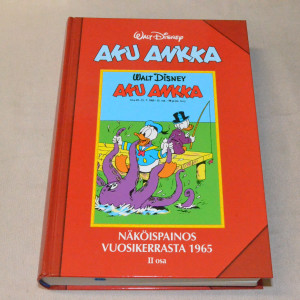 WALT DISNEY
AKU ANKKA
WALT DISNEY
AKU ANKKA
NÄKÖISPAINOS
VUOSIKERRASTA 1965
II osa